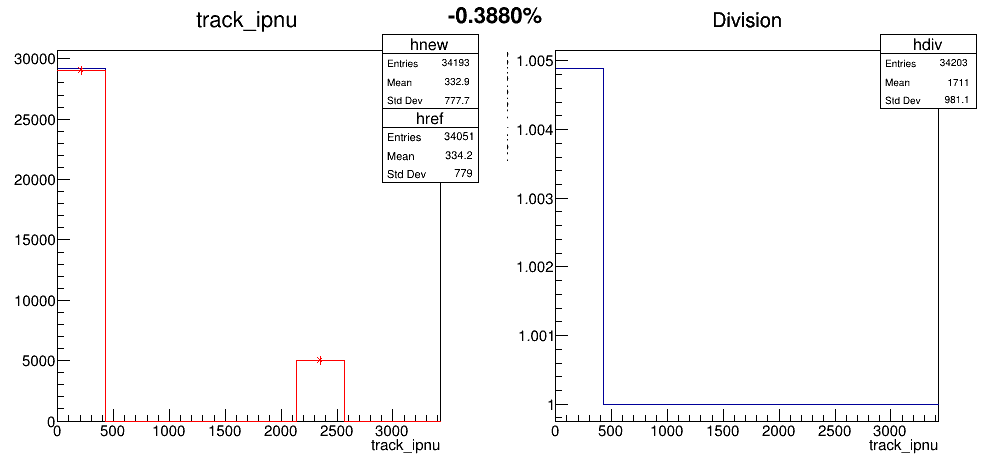 track_ipnu
-0.3880%
Division
hnew
Entries 34193
Mean 332.9
Std Dev 777.7
href
Entries 34051
Mean 334.2
Std Dev 779
30000
25000
20000
15000
10000
5000
0
0 500 1000 1500 2000 2500 3000
track_ipnu
hdiv
Entries 34203
Mean 1711
Std Dev 981.1
1.005
1.004
1.003
1.002
1.001
1
0 500 1000 1500 2000 2500 3000
track_ipnu